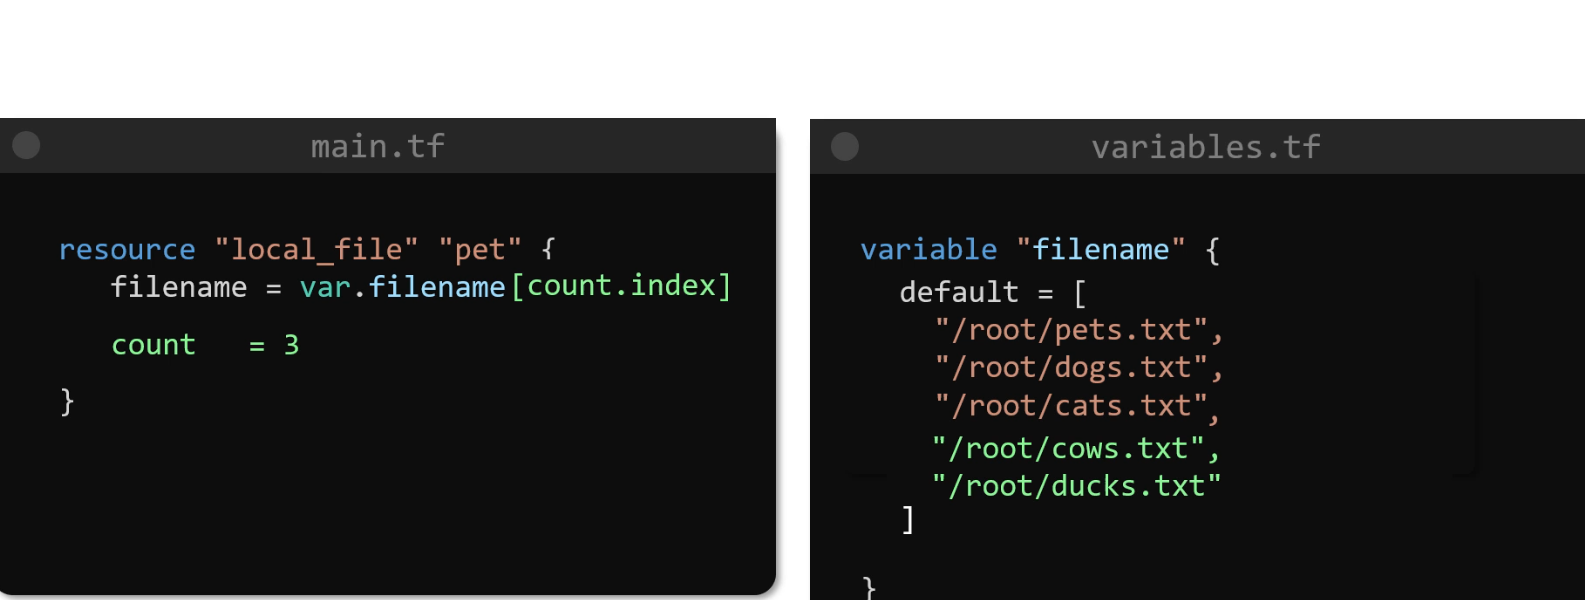 main.tf
resource "local_file" "pet" {
filename = var.filename[count.index]
count = 3
}
variables.tf
variable "filename" {
default = [
"/root/pets.txt",
"/root/dogs.txt",
"/root/cats.txt",
"/root/cows.txt",
"/root/ducks.txt"
]
}